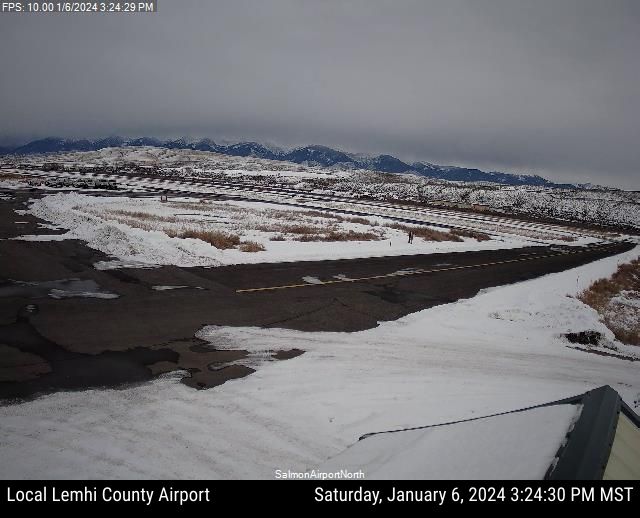 FPS: 10.00 1/6/2024 3:24:29 PM
SalmonAirportNorth
Local Lemhi County Airport Saturday, January 6, 2024 3:24:30 PM MST